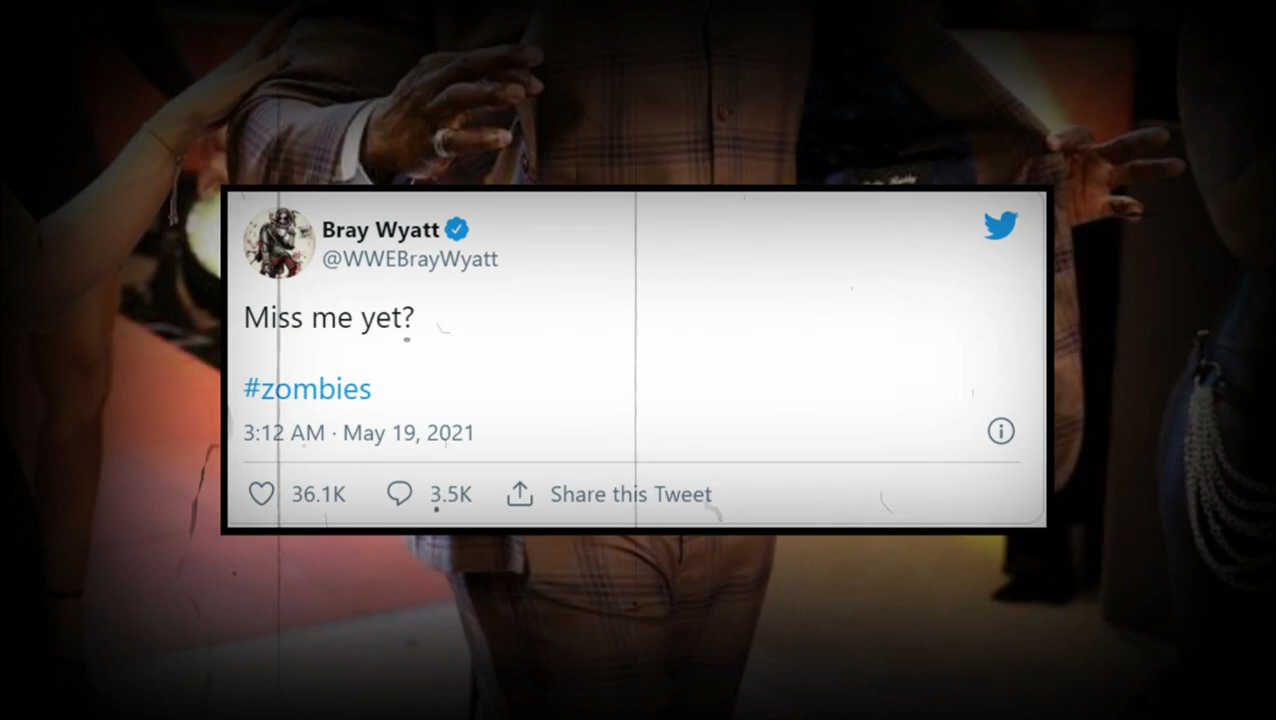 Bray Wyatt
@WWEBrayWyatt
Miss me yet?
#zombies
3:12 AM · May 19, 2021
36.1K 3.5K Share this Tweet